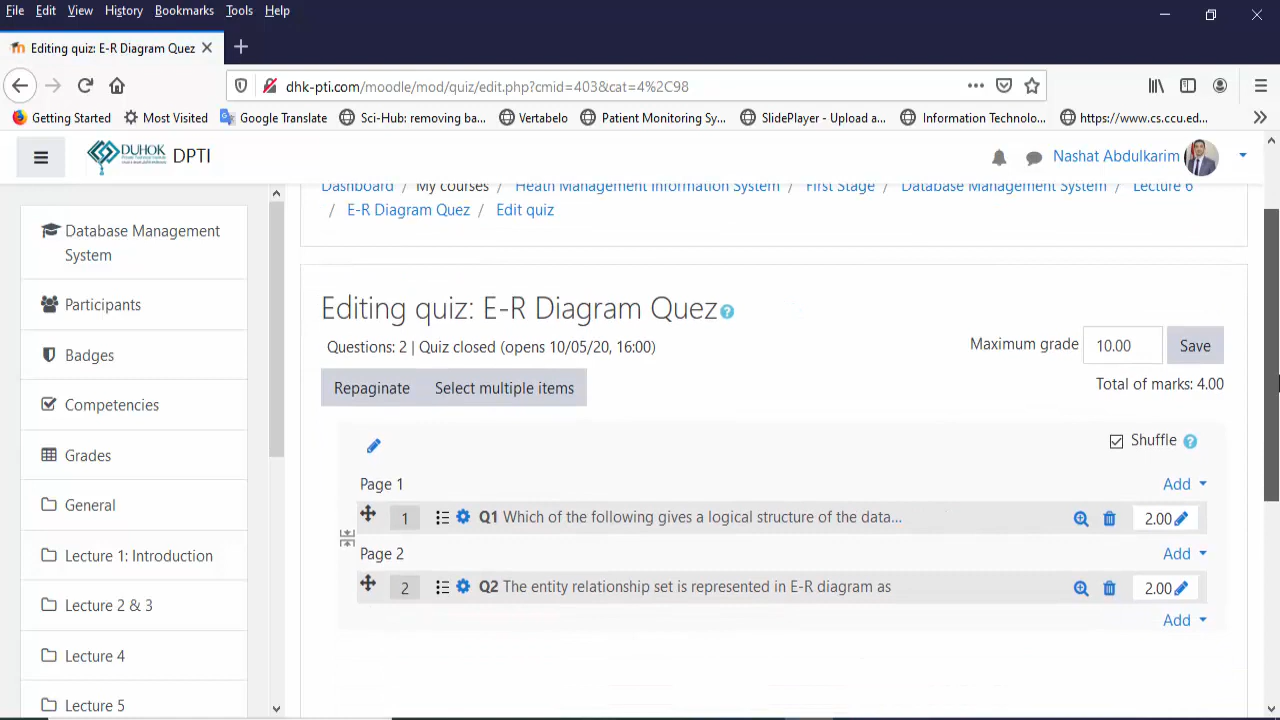 File Edit View History Bookmarks Tools Help
Editing quiz: E-R Diagram Quez
dhk-pti.com/moodle/mod/quiz/edit.php?cmid=403&cat=4%2C98
Getting Started Most Visited Google Translate Sci-Hub: removing ba... Vertabelo Patient Monitoring Sy... SlidePlayer - Upload a... Information Technolo... https://www.cs.ccu.ed...
DUHOK DPTI Nashat Abdulkarim
Dashboard / My courses / Heath Management Information System / First Stage / Database Management System / Lecture 6
/ E-R Diagram Quez / Edit quiz
Database Management
System
Participants
Badges
Competencies
Grades
General
Lecture 1: Introduction
Lecture 2 & 3
Lecture 4
Lecture 5
Editing quiz: E-R Diagram Quez
Questions: 2 | Quiz closed (opens 10/05/20, 16:00)
Maximum grade 10.00 Save
Total of marks: 4.00
Repaginate Select multiple items
Shuffle
Page 1 Add
1 Q1 Which of the following gives a logical structure of the data... 2.00
Page 2 Add
2 Q2 The entity relationship set is represented in E-R diagram as 2.00
Add